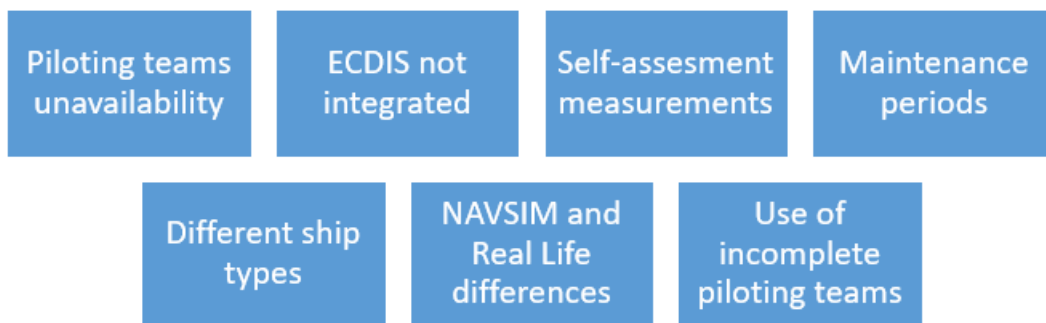 Piloting teams
unavailability
ECDIS not
integrated
Self-assesment
measurements
Maintenance
periods
Different ship
types
NAVSIM and
Real Life
differences
Use of
incomplete
piloting teams